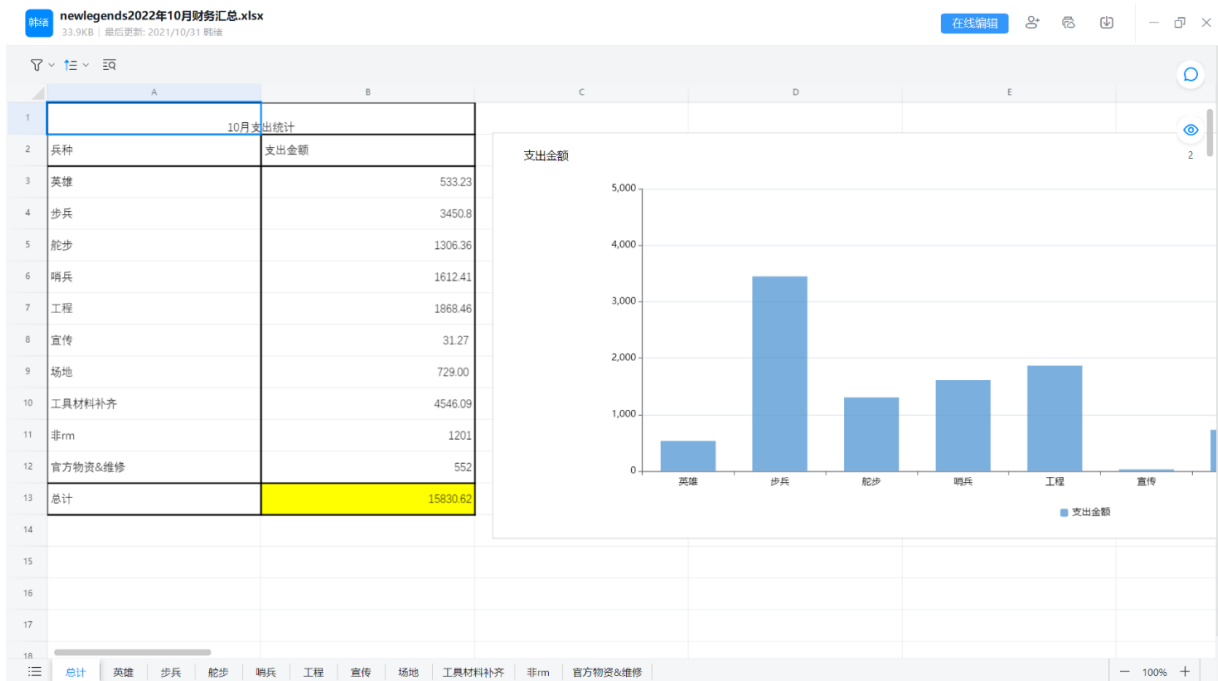 韩绪
newlegends2022年10月财务汇总.xlsx
33.9KB | 最后更新: 2021/10/31 韩绪
在线编辑
A B C D E
1 10月支出统计
2 兵种 支出金额
3 英雄 533.23
4 步兵 3450.8
5 舵步 1306.36
6 哨兵 1612.41
7 工程 1868.46
8 宣传 31.27
9 场地 729.00
10 工具材料补齐 4546.09
11 非rm 1201
12 官方物资&维修 552
13 总计 15830.62
14
15
16
17
18
支出金额
2
5,000
4,000
3,000
2,000
1,000
0
英雄 步兵 舵步 哨兵 工程 宣传
支出金额
总计 英雄 步兵 舵步 哨兵 工程 宣传 场地 工具材料补齐 非rm 官方物资&维修
100%